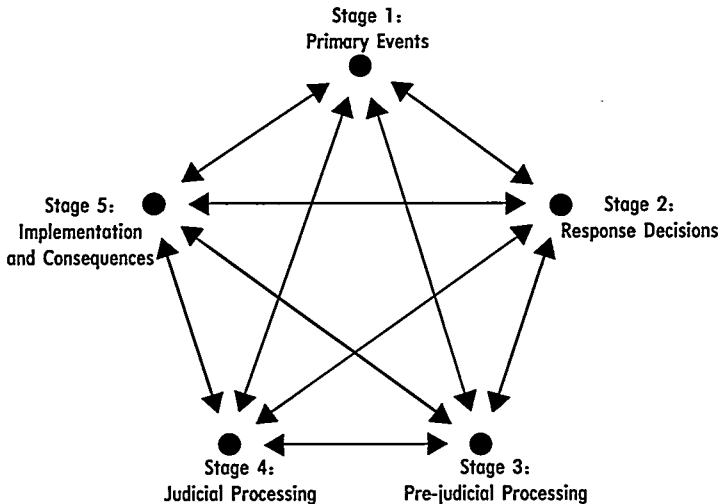 Stage 1:
Primary Events
Stage 5:
Implementation
and Consequences
Stage 2:
Response Decisions
Stage 4:
Judicial Processing
Stage 3:
Pre-judicial Processing